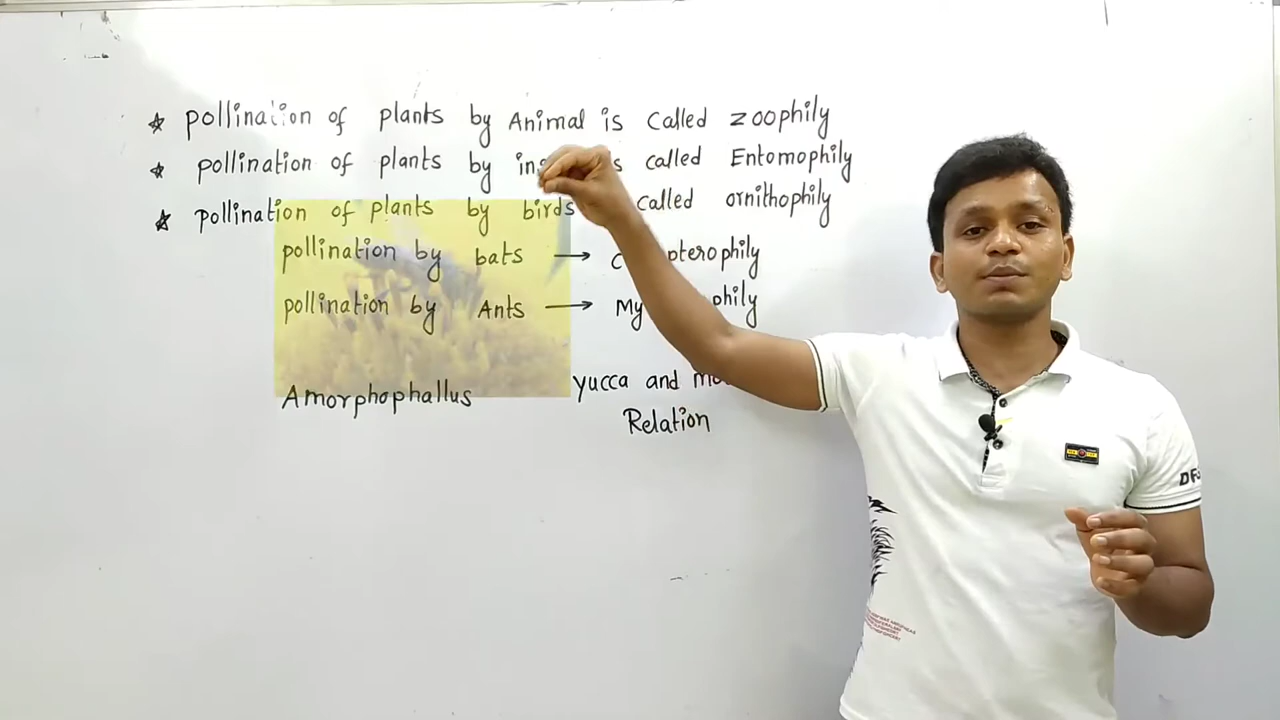 pollination of plants by Animal is called zoophily
pollination of plants by called Entomophily
pollination of plants by birds called ornithophily
pollination by bats → 
pollination by Ants → 
Amorphophallus
yucca and
Relation